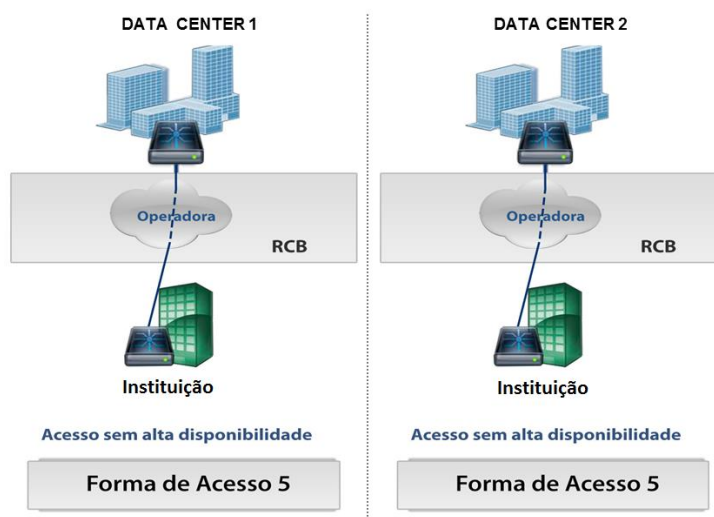 DATA CENTER 1
Operadora
RCB
Instituição
Acesso sem alta disponibilidade
Forma de Acesso 5
DATA CENTER 2
Operadora
RCB
Instituição
Acesso sem alta disponibilidade
Forma de Acesso 5